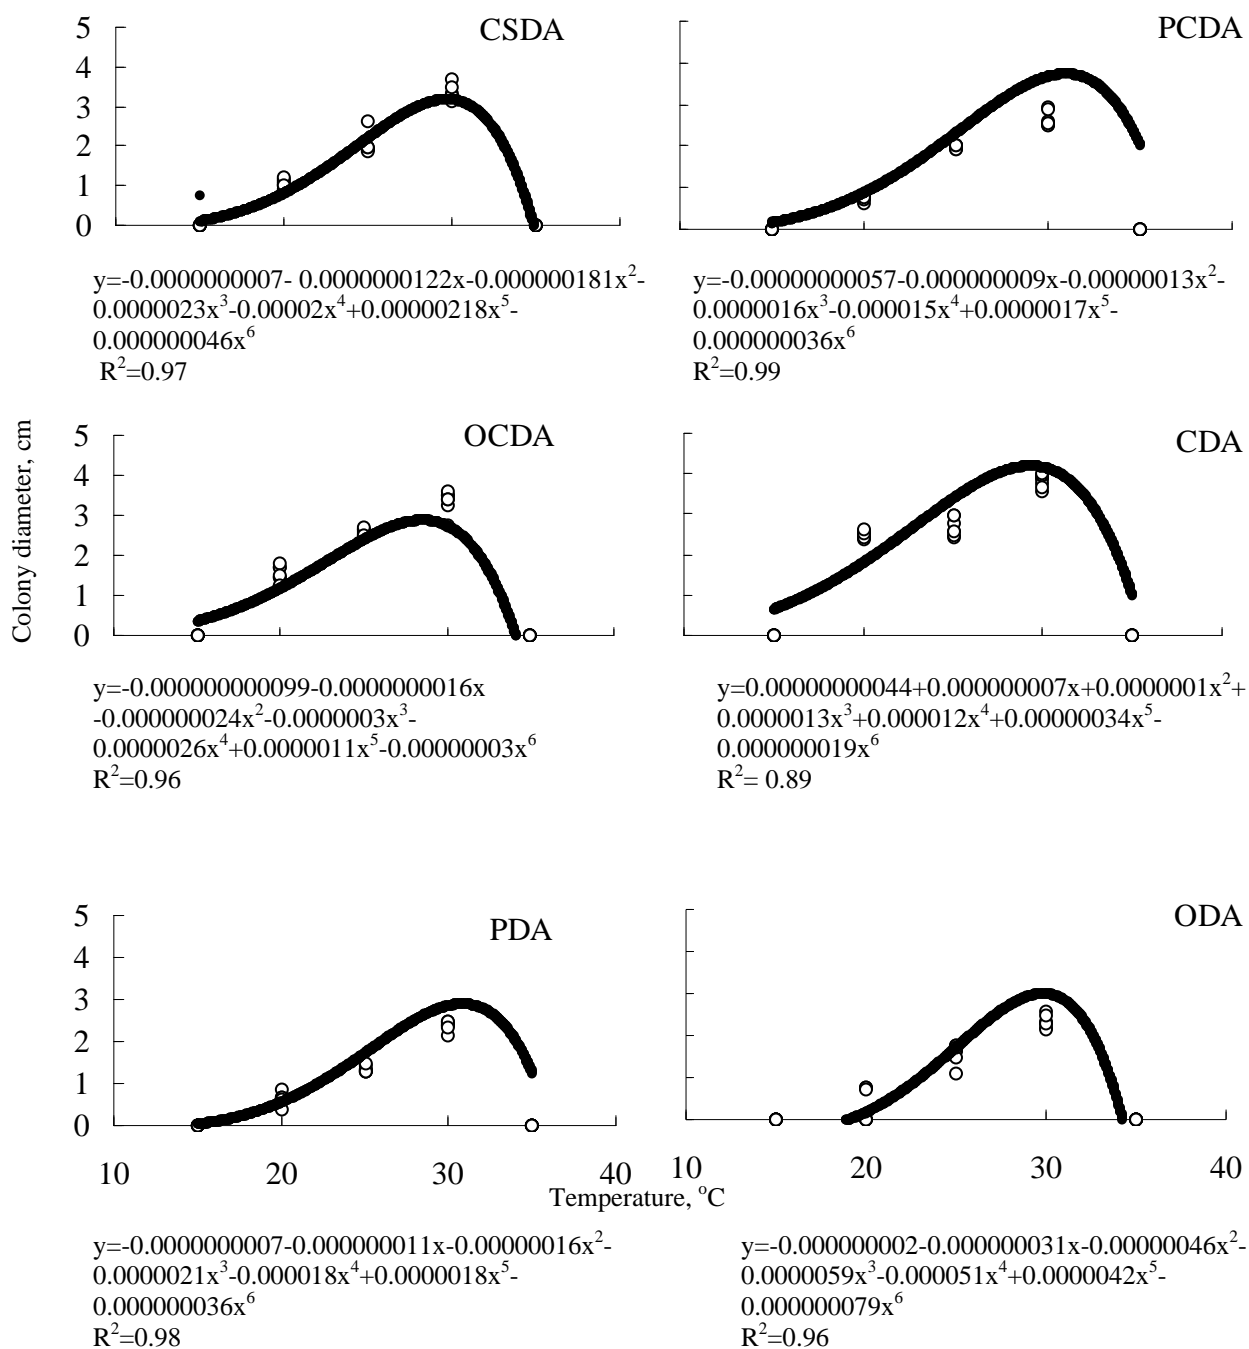 CSDA
5
4
3
2
1
0
y=-0.0000000007- 0.0000000122x-0.000000181x²-
0.0000023x³-0.00002x⁴+0.00000218x⁵-
0.000000046x⁶
R²=0.97
PCDA
y=-0.00000000057-0.000000009x-0.00000013x²-
0.0000016x³-0.000015x⁴+0.0000017x⁵-
0.000000036x⁶
R²=0.99
Colony diameter, cm
OCDA
5
4
3
2
1
0
y=-0.000000000099-0.0000000016x
-0.000000024x²-0.0000003x³-
0.0000026x⁴+0.0000011x⁵-0.00000003x⁶
R²=0.96
CDA
y=0.00000000044+0.000000007x+0.0000001x²+
0.0000013x³+0.000012x⁴+0.00000034x⁵-
0.000000019x⁶
R²= 0.89
PDA
5
4
3
2
1
0
10 20 30 40
ODA
10 20 30 40
Temperature, °C
y=-0.0000000007-0.000000011x-0.00000016x²-
0.0000021x³-0.000018x⁴+0.0000018x⁵-
0.000000036x⁶
R²=0.98
y=-0.000000002-0.000000031x-0.00000046x²-
0.0000059x³-0.000051x⁴+0.0000042x⁵-
0.000000079x⁶
R²=0.96